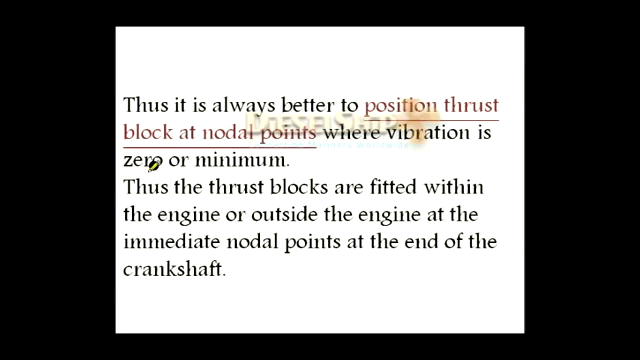 Thus it is always better to position thrust
block at nodal points where vibration is
zero or minimum.
Thus the thrust blocks are fitted within
the engine or outside the engine at the
immediate nodal points at the end of the
crankshaft.